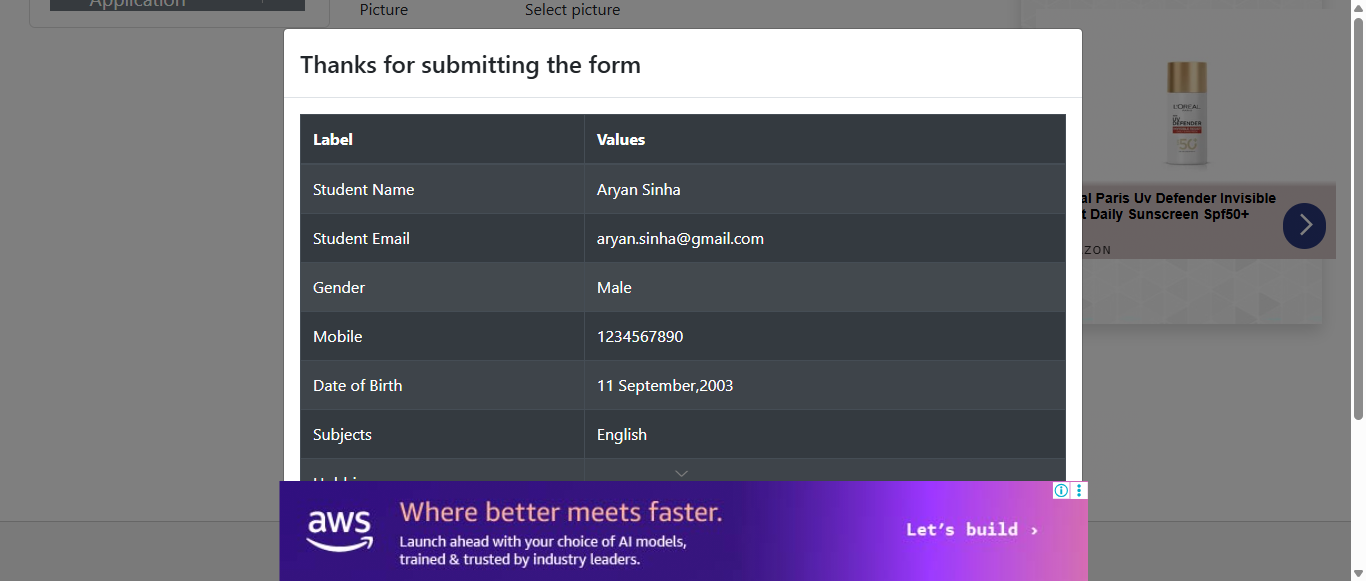 Application
Picture Select picture
Thanks for submitting the form
Label Values
Student Name Aryan Sinha
Student Email aryan.sinha@gmail.com
Gender Male
Mobile 1234567890
Date of Birth 11 September,2003
Subjects English
L'ORÉAL
UV
DEFENDER
50
al Paris Uv Defender Invisible
t Daily Sunscreen Spf50+
ZON
aws
Where better meets faster.
Launch ahead with your choice of AI models,
trained & trusted by industry leaders.
Let's build ›